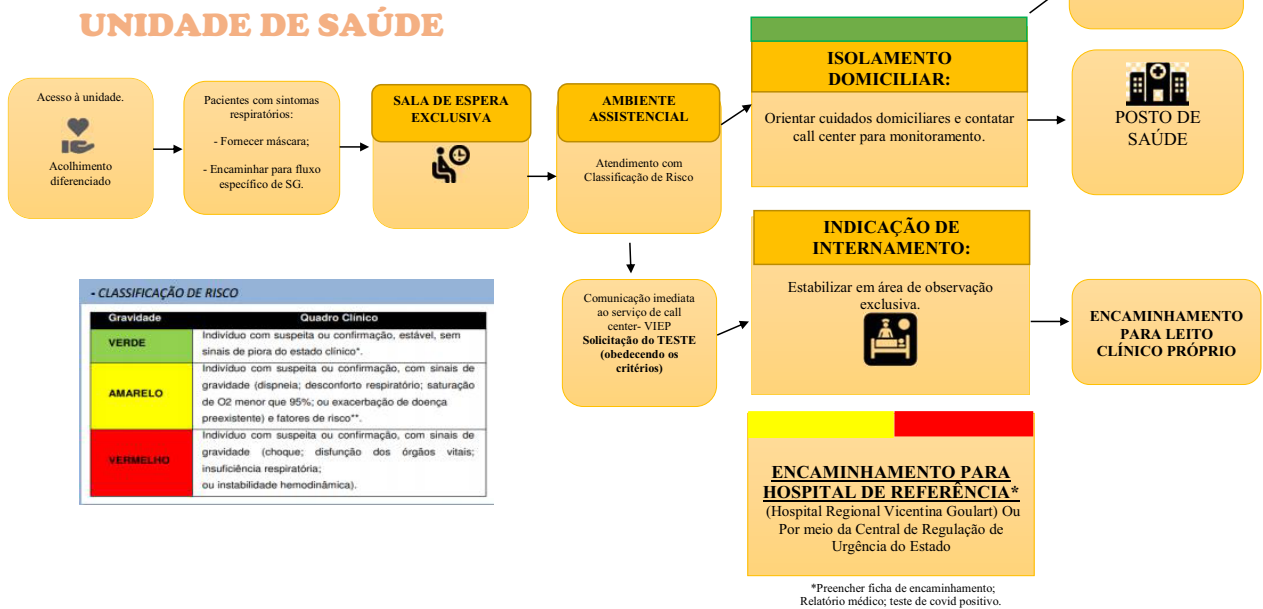 UNIDADE DE SAÚDE
Acesso à unidade.
Acolhimento
diferenciado
Pacientes com sintomas
respiratórios:
- Fornecer máscara;
- Encaminhar para fluxo
específico de SG.
SALA DE ESPERA
EXCLUSIVA
AMBIENTE
ASSISTENCIAL
Atendimento com
Classificação de Risco
ISOLAMENTO
DOMICILIAR:
Orientar cuidados domiciliares e contatar
call center para monitoramento.
POSTO DE
SAÚDE
Comunicação imediata
ao serviço de call
center- VIEP
Solicitação do TESTE
(obedecendo os
critérios)
INDICAÇÃO DE
INTERNAMENTO:
Estabilizar em área de observação
exclusiva.
ENCAMINHAMENTO
PARA LEITO
CLÍNICO PRÓPRIO
- CLASSIFICAÇÃO DE RISCO
Gravidade Quadro Clínico
VERDE
Indivíduo com suspeita ou confirmação, estável, sem
sinais de piora do estado clínico*.
AMARELO
Indivíduo com suspeita ou confirmação, com sinais de
gravidade (dispneia; desconforto respiratório; saturação
de O2 menor que 95%; ou exacerbação de doença
preexistente) e fatores de risco**.
VERMELHO
Indivíduo com suspeita ou confirmação, com sinais de
gravidade (choque; disfunção dos órgãos vitais;
insuficiência respiratória;
ou instabilidade hemodinâmica).
ENCAMINHAMENTO PARA
HOSPITAL DE REFERÊNCIA*
(Hospital Regional Vicentina Goulart) Ou
Por meio da Central de Regulação de
Urgência do Estado
*Preencher ficha de encaminhamento;
Relatório médico; teste de covid positivo.